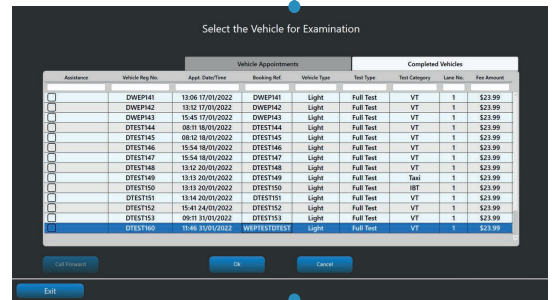 Select the Vehicle for Examination
Vehicle Appointments Completed Vehicles
Assistance Vehicle Reg No. Appt. Date/Time Booking Ref. Vehicle Type Test Type Test Category Lane No. Fee Amount
DWEP141 13:06 17/01/2022 DWEP141 Light Full Test VT 1 $23.99
DWEP142 13:12 17/01/2022 DWEP142 Light Full Test VT 1 $23.99
DWEP143 15:45 17/01/2022 DWEP143 Light Full Test VT 1 $23.99
DTEST144 08:11 18/01/2022 DTEST144 Light Full Test VT 1 $23.99
DTEST145 08:12 18/01/2022 DTEST145 Light Full Test VT 1 $23.99
DTEST146 15:54 18/01/2022 DTEST146 Light Full Test VT 1 $23.99
DTEST147 15:54 18/01/2022 DTEST147 Light Full Test VT 1 $23.99
DTEST148 13:12 20/01/2022 DTEST148 Light Full Test VT 1 $23.99
DTEST149 13:13 20/01/2022 DTEST149 Light Full Test Taxi 1 $23.99
DTEST150 13:13 20/01/2022 DTEST150 Light Full Test IBT 1 $23.99
DTEST151 13:14 20/01/2022 DTEST151 Light Full Test VT 1 $23.99
DTEST152 15:41 24/01/2022 DTEST152 Light Full Test VT 1 $23.99
DTEST153 09:11 31/01/2022 DTEST153 Light Full Test VT 1 $23.99
DTEST160 11:46 31/01/2022 WEPTESTDTEST Light Full Test VT 1 $23.99
Call Forward Ok Cancel
Exit